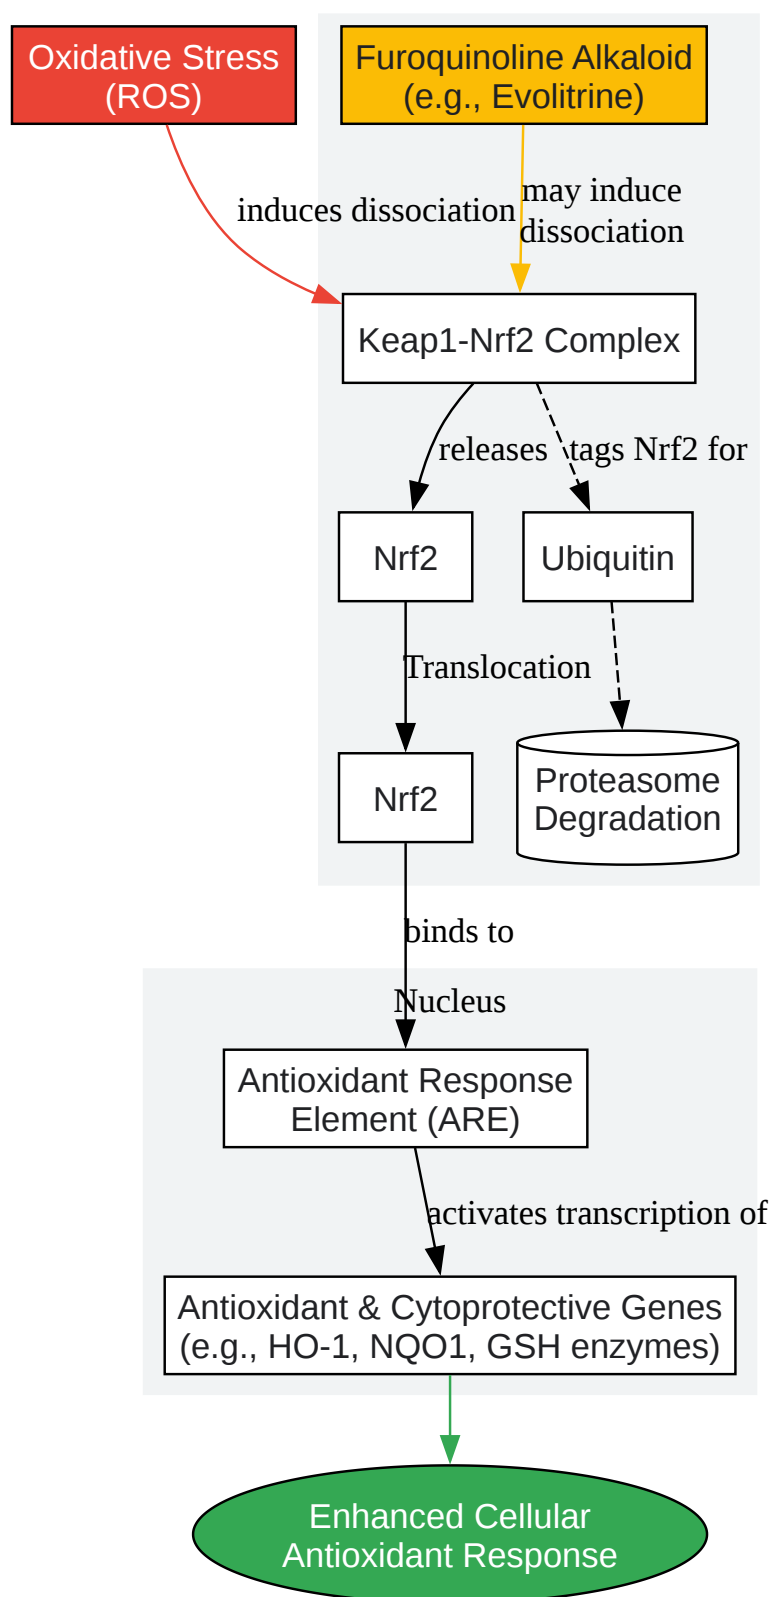 Oxidative Stress
(ROS)
Furoquinoline Alkaloid
(e.g., Evolitrine)
induces dissociation
may induce
dissociation
Keap1-Nrf2 Complex
releases
tags Nrf2 for
Nrf2
Ubiquitin
Translocation
Nrf2
Proteasome
Degradation
binds to
Nucleus
Antioxidant Response
Element (ARE)
activates transcription of
Antioxidant & Cytoprotective Genes
(e.g., HO-1, NQO1, GSH enzymes)
Enhanced Cellular
Antioxidant Response